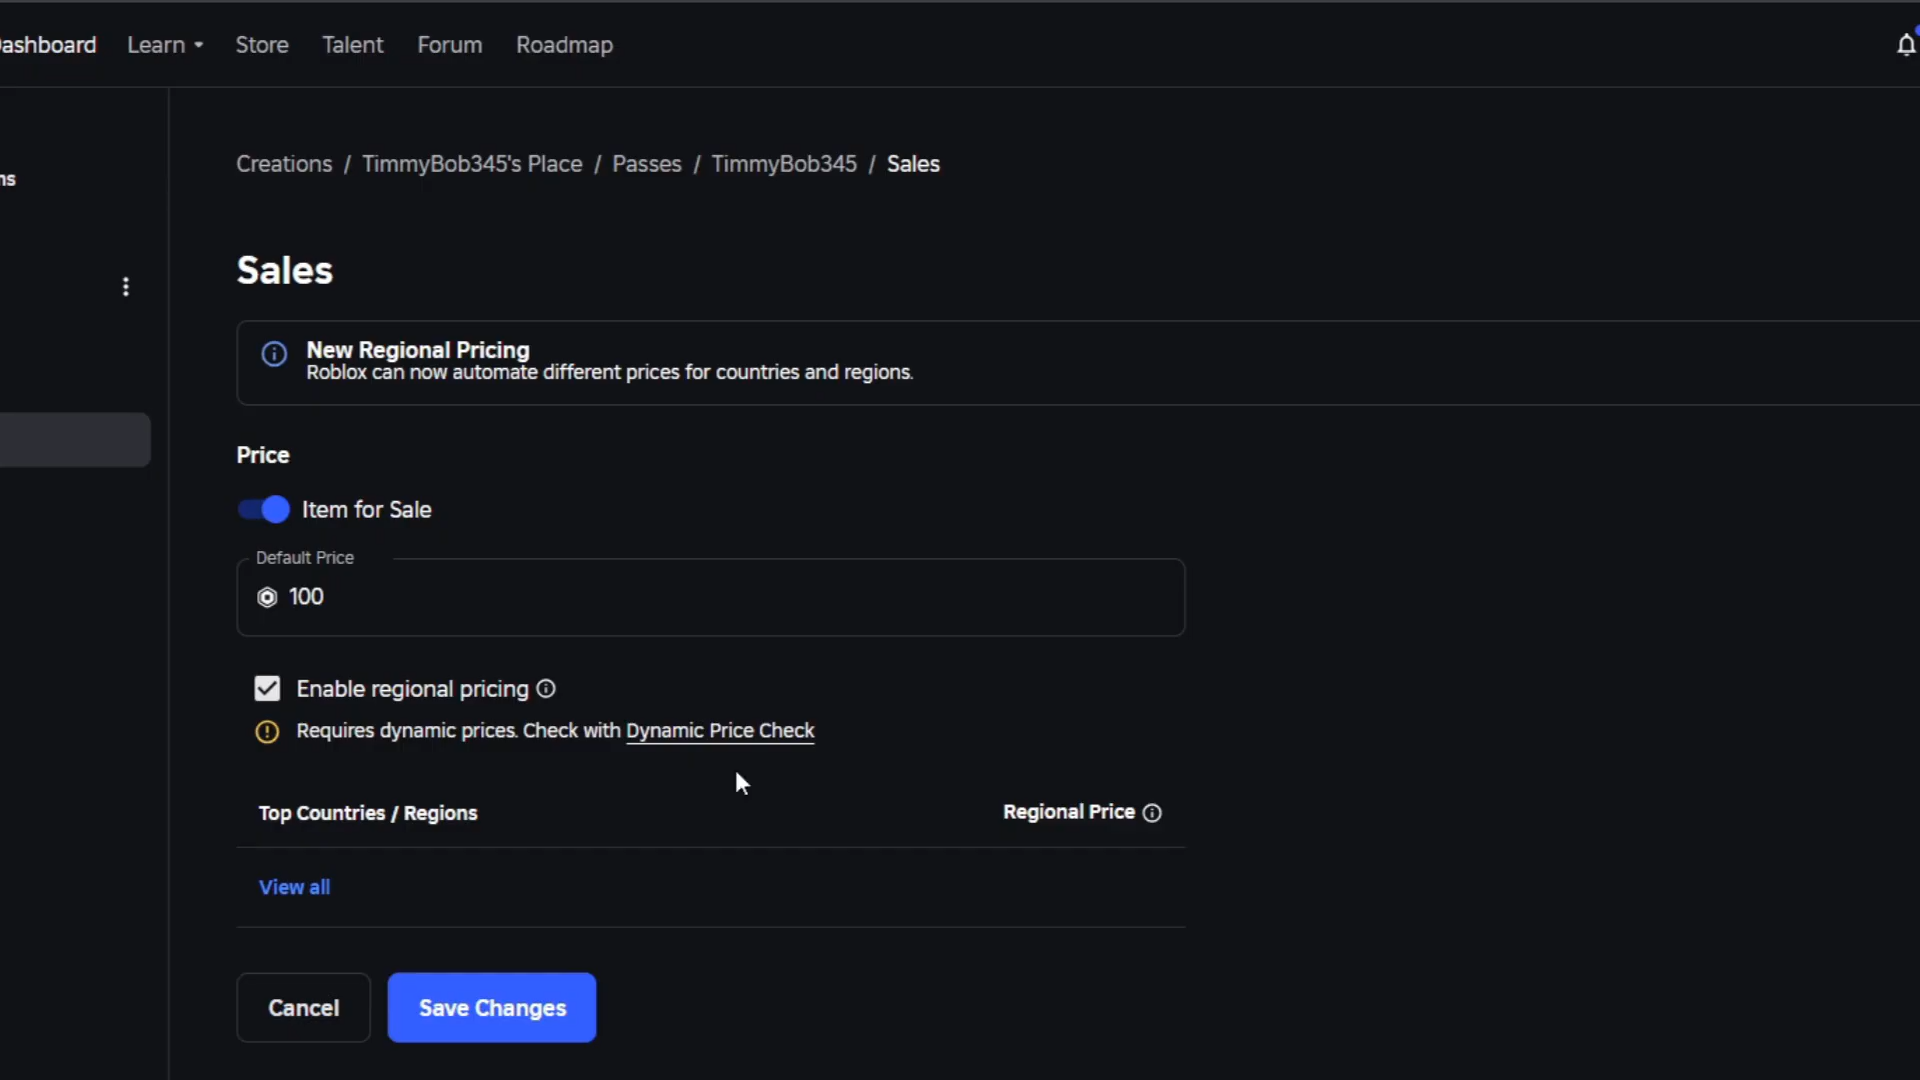 Dashboard Learn Store Talent Forum Roadmap
ns
Creations / TimmyBob345's Place / Passes / TimmyBob345 / Sales
Sales
New Regional Pricing
Roblox can now automate different prices for countries and regions.
Price
Item for Sale
Default Price
100
Enable regional pricing
Requires dynamic prices. Check with Dynamic Price Check
Top Countries / Regions Regional Price
View all
Cancel Save Changes